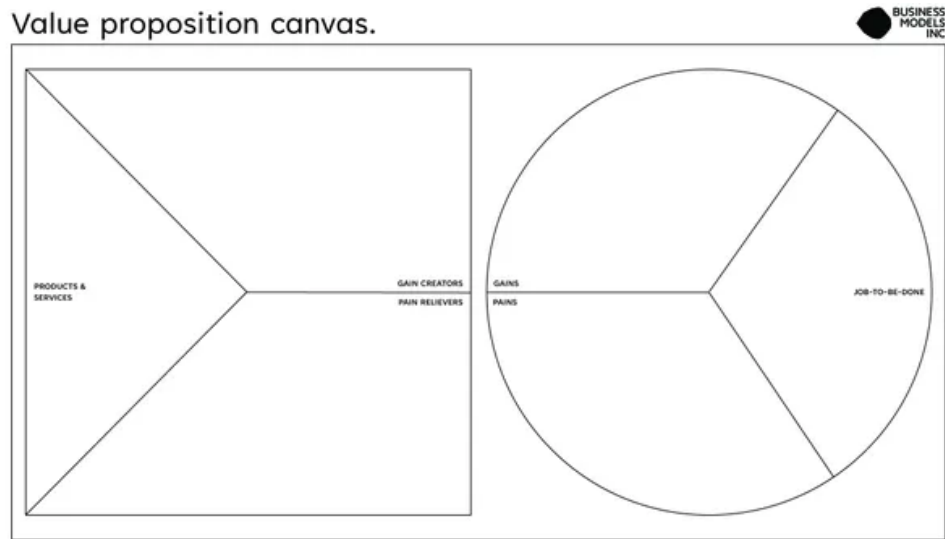 Value proposition canvas.
BUSINESS
MODELS
INC
PRODUCTS &
SERVICES
GAIN CREATORS
PAIN RELIEVERS
GAINS
PAINS
JOB-TO-BE-DONE